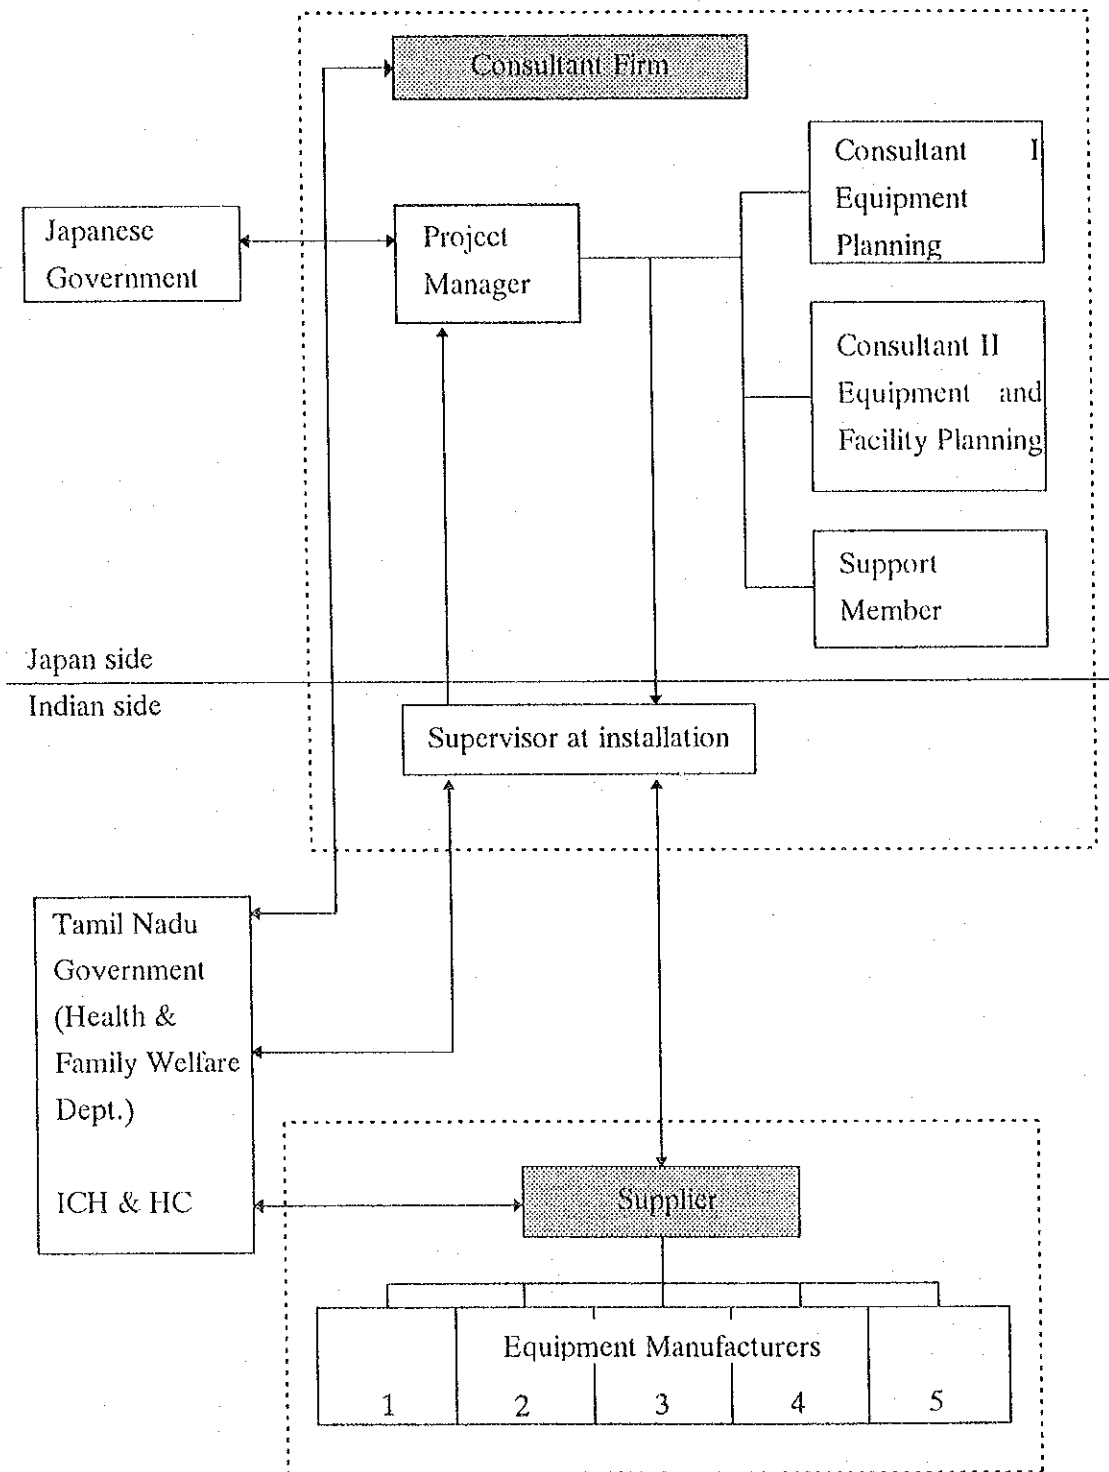 Consultant Firm
Consultant I
Equipment
Planning
Japanese
Government
Project
Manager
Consultant II
Equipment and
Facility Planning
Support
Member
Japan side
Indian side
Supervisor at installation
Tamil Nadu
Government
(Health &
Family Welfare
Dept.)
ICH & HC
Supplier
Equipment Manufacturers
1 2 3 4 5